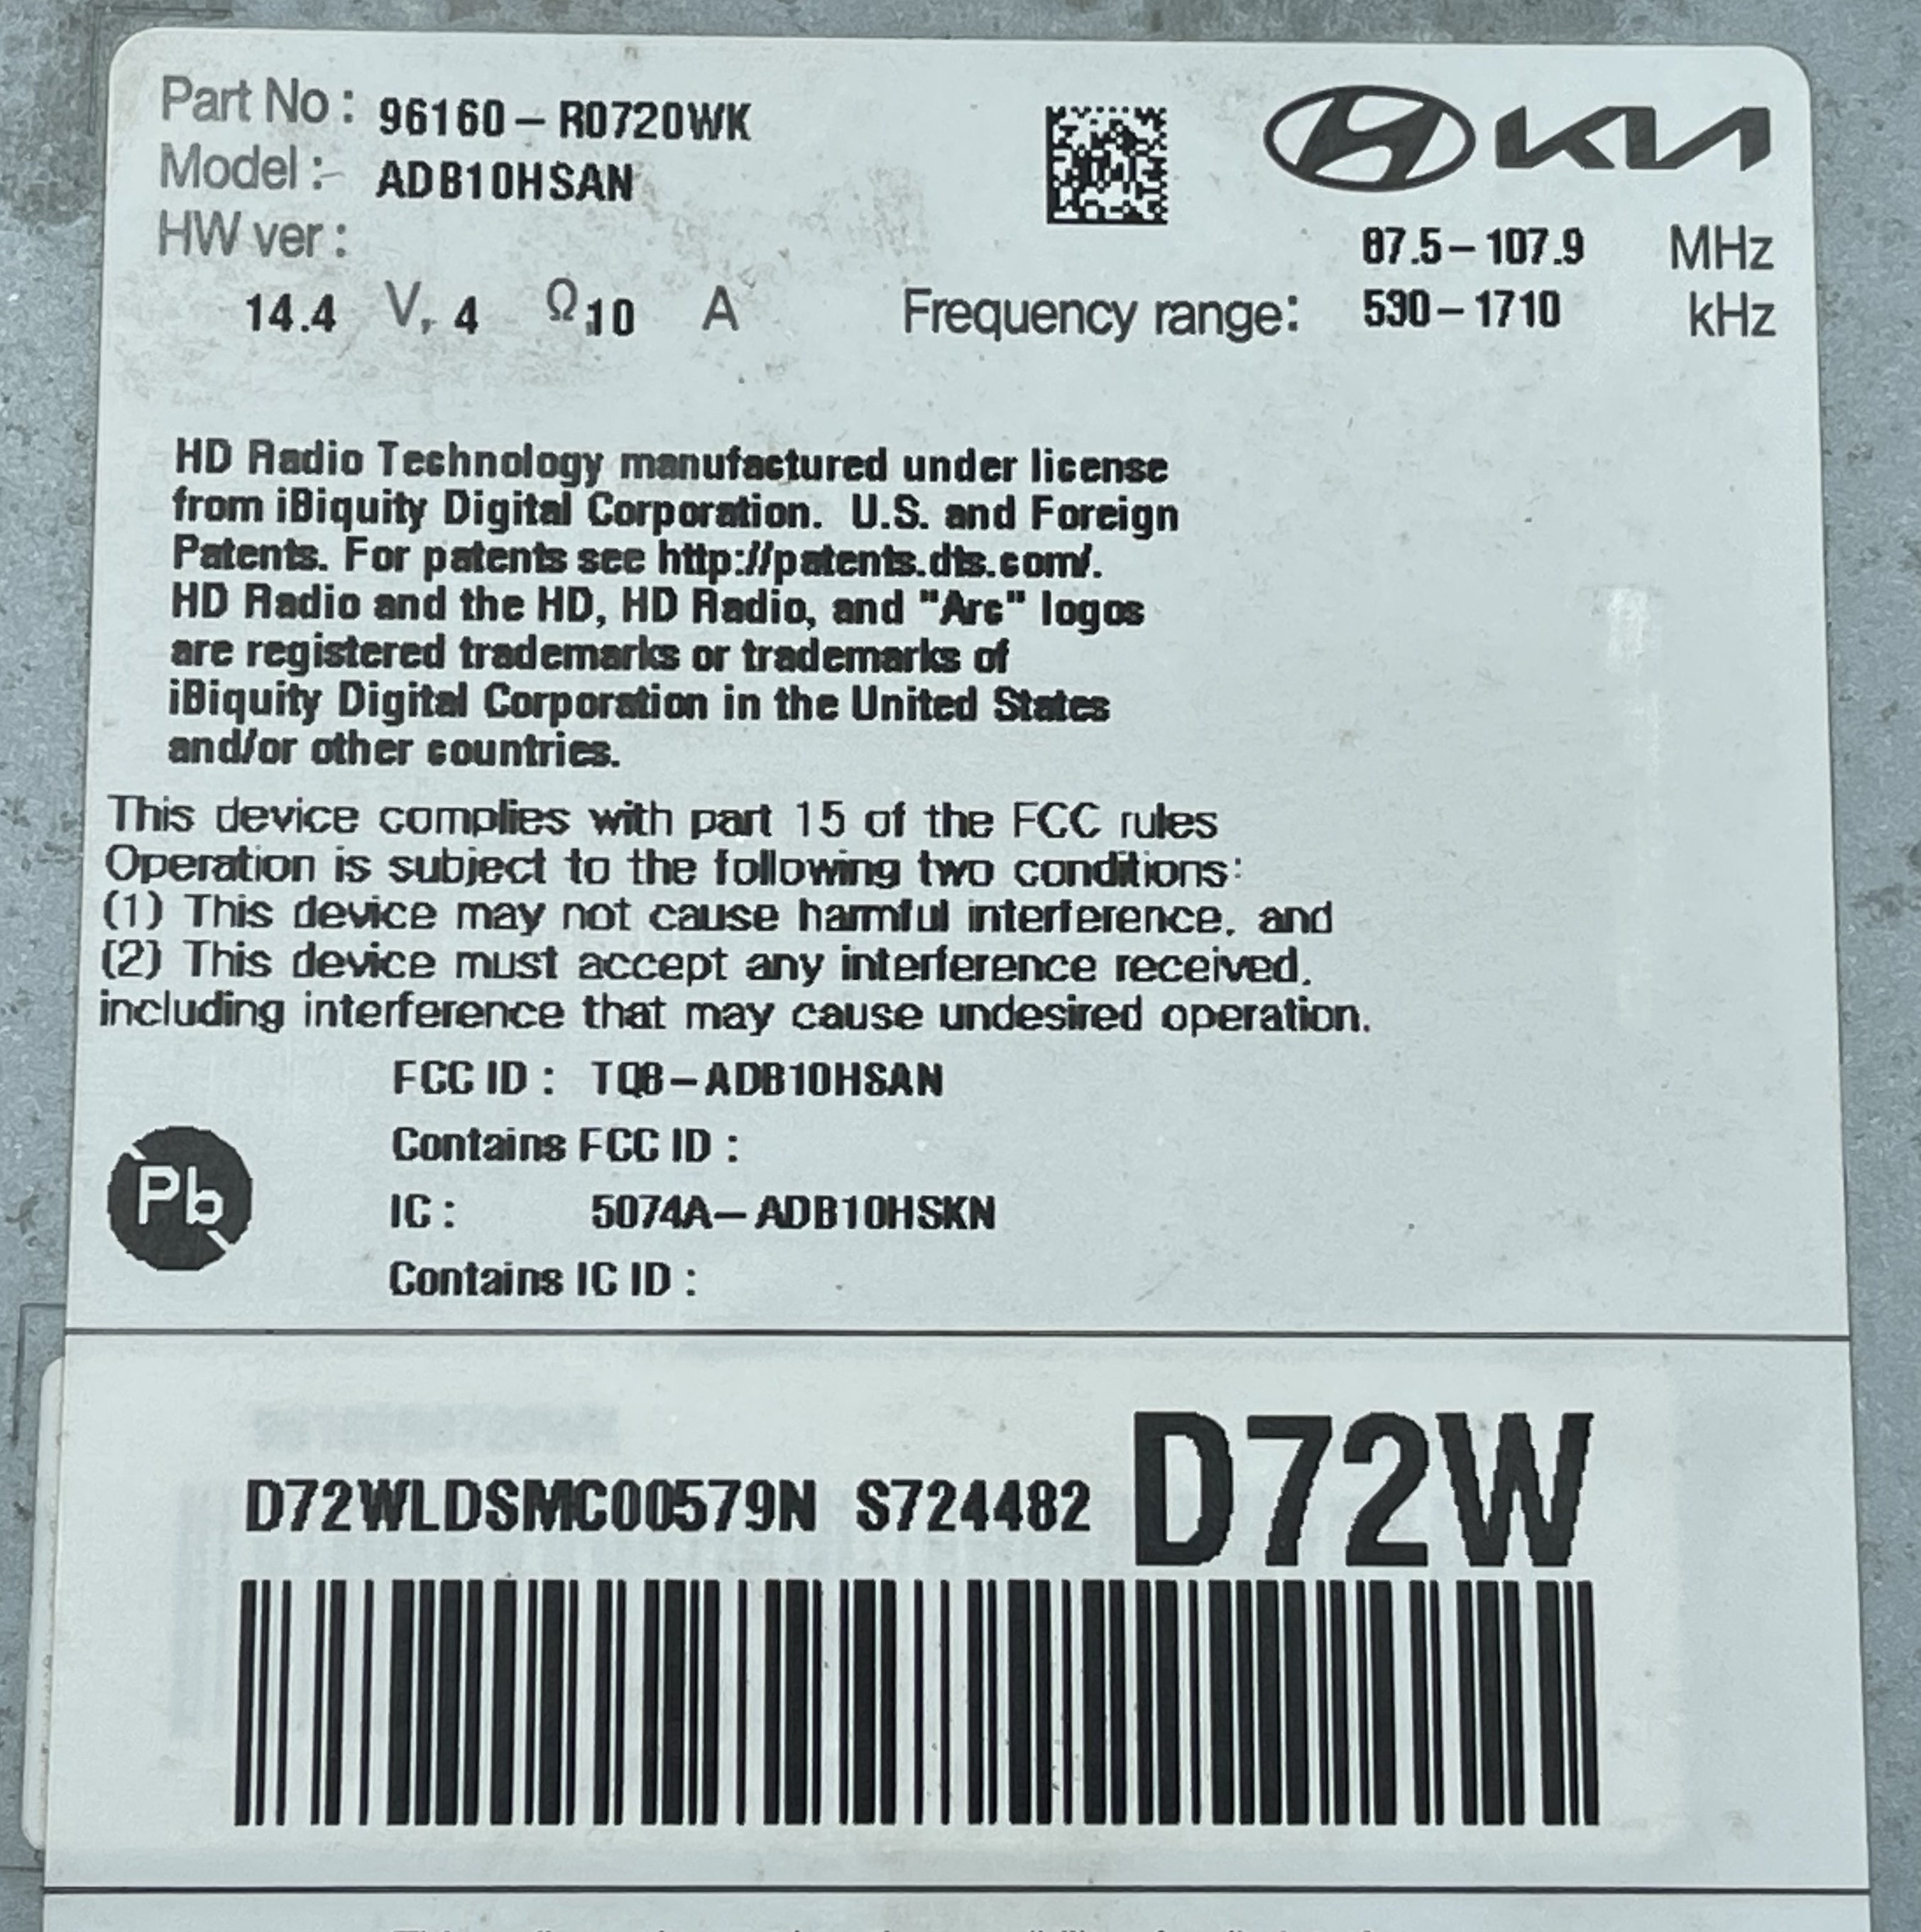 Part No : 96160-R0720WK
Model : ADB10HSAN
HW ver :
14.4 V, 4 Ω,10 A
KIA
87.5-107.9 MHz
Frequency range: 530-1710 kHz
HD Radio Technology manufactured under license
from iBiquity Digital Corporation. U.S. and Foreign
Patents. For patents see http://patents.dts.com/.
HD Radio and the HD, HD Radio, and "Arc" logos
are registered trademarks or trademarks of
iBiquity Digital Corporation in the United States
and/or other countries.
This device complies with part 15 of the FCC rules
Operation is subject to the following two conditions:
(1) This device may not cause harmful interference, and
(2) This device must accept any interference received,
including interference that may cause undesired operation.
FCC ID : TQ8-ADB10HSAN
Contains FCC ID :
Pb
IC : 5074A-ADB10HSKN
Contains IC ID :
D72WLDSMC00579N S724482 D72W